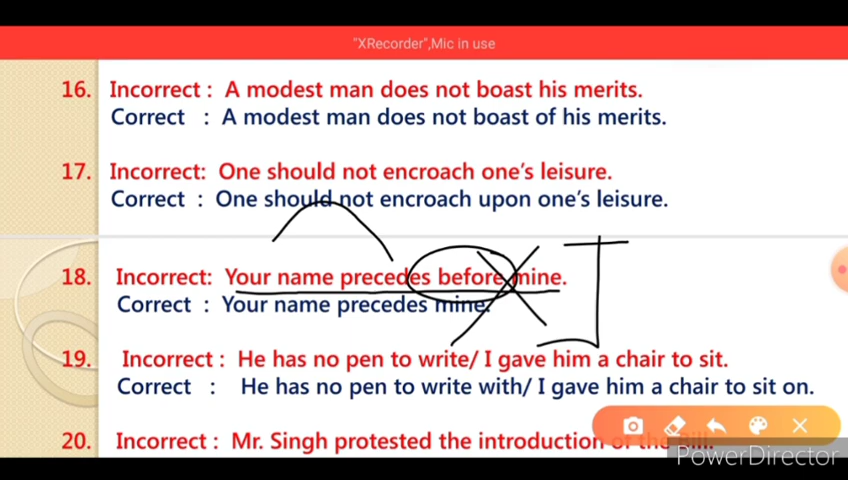 "XRecorder",Mic in use
16. Incorrect : A modest man does not boast his merits.
Correct : A modest man does not boast of his merits.
17. Incorrect: One should not encroach one's leisure.
Correct : One should not encroach upon one's leisure.
18. Incorrect: Your name precedes before mine.
Correct : Your name precedes mine.
19. Incorrect : He has no pen to write/ I gave him a chair to sit.
Correct : He has no pen to write with/ I gave him a chair to sit on.
20. Incorrect : Mr. Singh protested the introduction of the Bill.
PowerDirector